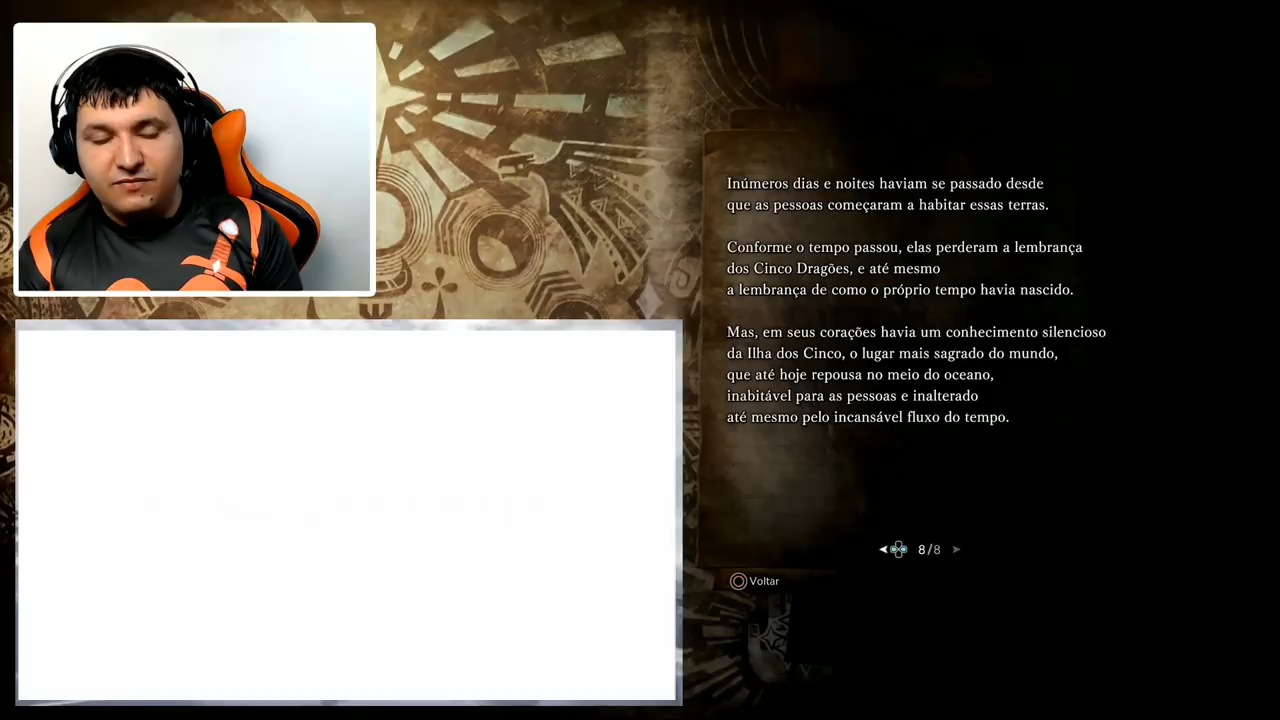 Inúmeros dias e noites haviam se passado desde
que as pessoas começaram a habitar essas terras.
Conforme o tempo passou, elas perderam a lembrança
dos Cinco Dragões, e até mesmo
a lembrança de como o próprio tempo havia nascido.
Mas, em seus corações havia um conhecimento silencioso
da Ilha dos Cinco, o lugar mais sagrado do mundo,
que até hoje repousa no meio do oceano,
inabitável para as pessoas e inalterado
até mesmo pelo incansável fluxo do tempo.
8/8
Voltar